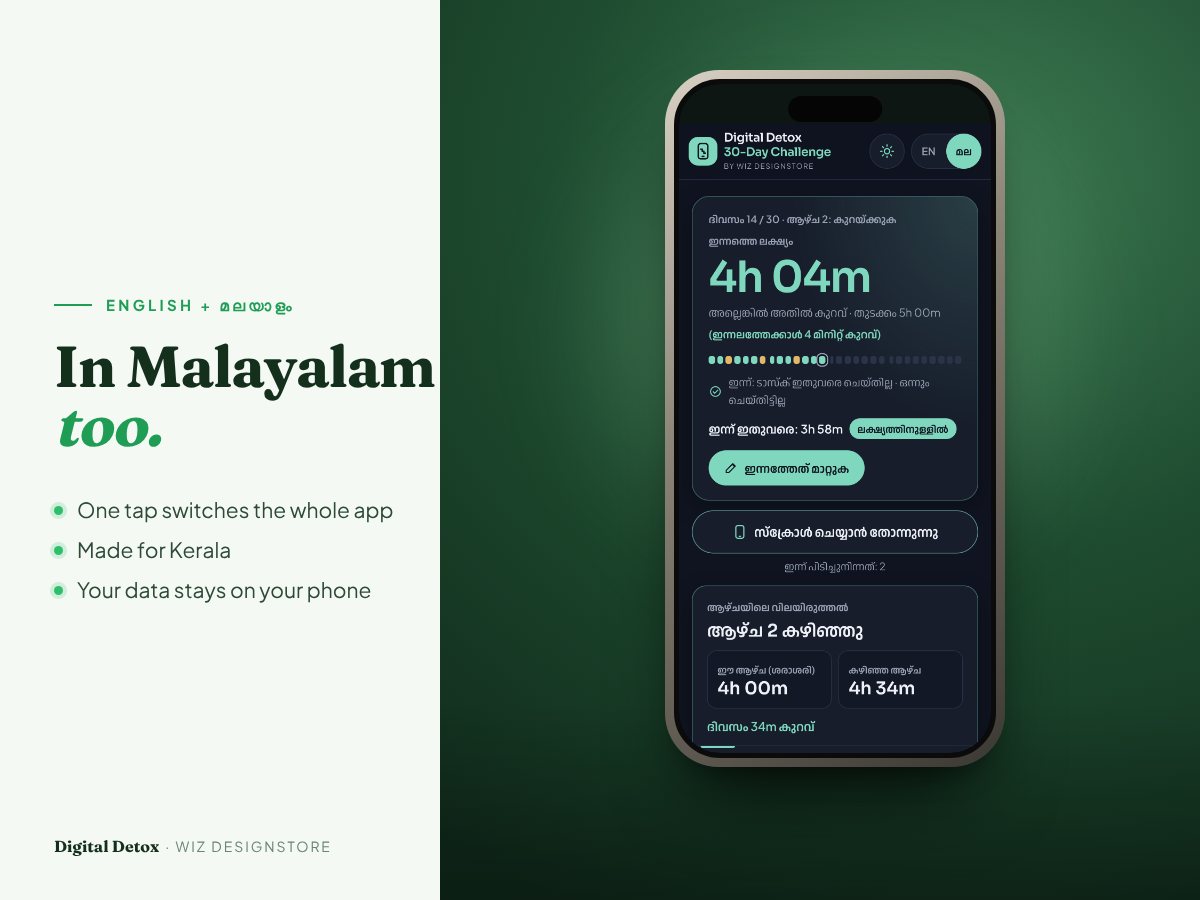 ENGLISH + മലയാളം
In Malayalam
too.
One tap switches the whole app
Made for Kerala
Your data stays on your phone
Digital Detox · WIZ DESIGNSTORE
Digital Detox
30-Day Challenge
BY WIZ DESIGNSTORE
EN
മല
ദിവസം 14 / 30 · ആഴ്ച 2: കുറയ്ക്കുക
ഇന്നത്തെ ലക്ഷ്യം
4h 04m
അല്ലെങ്കിൽ അതിൽ കുറവ് · തുടക്കം 5h 00m
(ഇന്നലത്തേക്കാൾ 4 മിനിറ്റ് കുറവ്)
ഇന്ന്: ടാസ്ക് ഇതുവരെ ചെയ്തില്ല · ഒന്നും
ചെയ്തിട്ടില്ല
ഇന്ന് ഇതുവരെ: 3h 58m ലക്ഷ്യത്തിനുള്ളിൽ
ഇന്നത്തേത് മാറ്റുക
സ്ക്രോൾ ചെയ്യാൻ തോന്നുന്നു
ഇന്ന് പിടിച്ചുനിന്നത്: 2
ആഴ്ചയിലെ വിലയിരുത്തൽ
ആഴ്ച 2 കഴിഞ്ഞു
ഈ ആഴ്ച (ശരാശരി)
4h 00m
കഴിഞ്ഞ ആഴ്ച
4h 34m
ദിവസം 34m കുറവ്